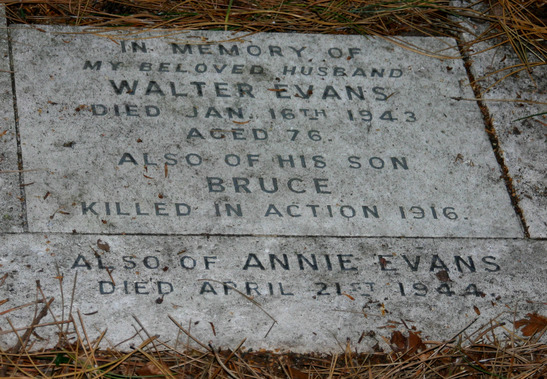 IN MEMORY OF
MY BELOVED HUSBAND
WALTER EVANS
DIED JAN. 16TH 1943
AGED 76.
ALSO OF HIS SON
BRUCE
KILLED IN ACTION 1916.
ALSO OF ANNIE EVANS
DIED APRIL 21ST 1944